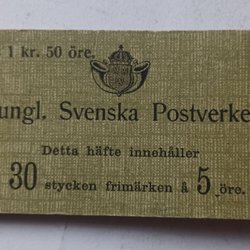 1 kr. 50 öre.
ungl. Svenska Postverke
Detta häfte innehåller
30 stycken frimärken à 5 öre.